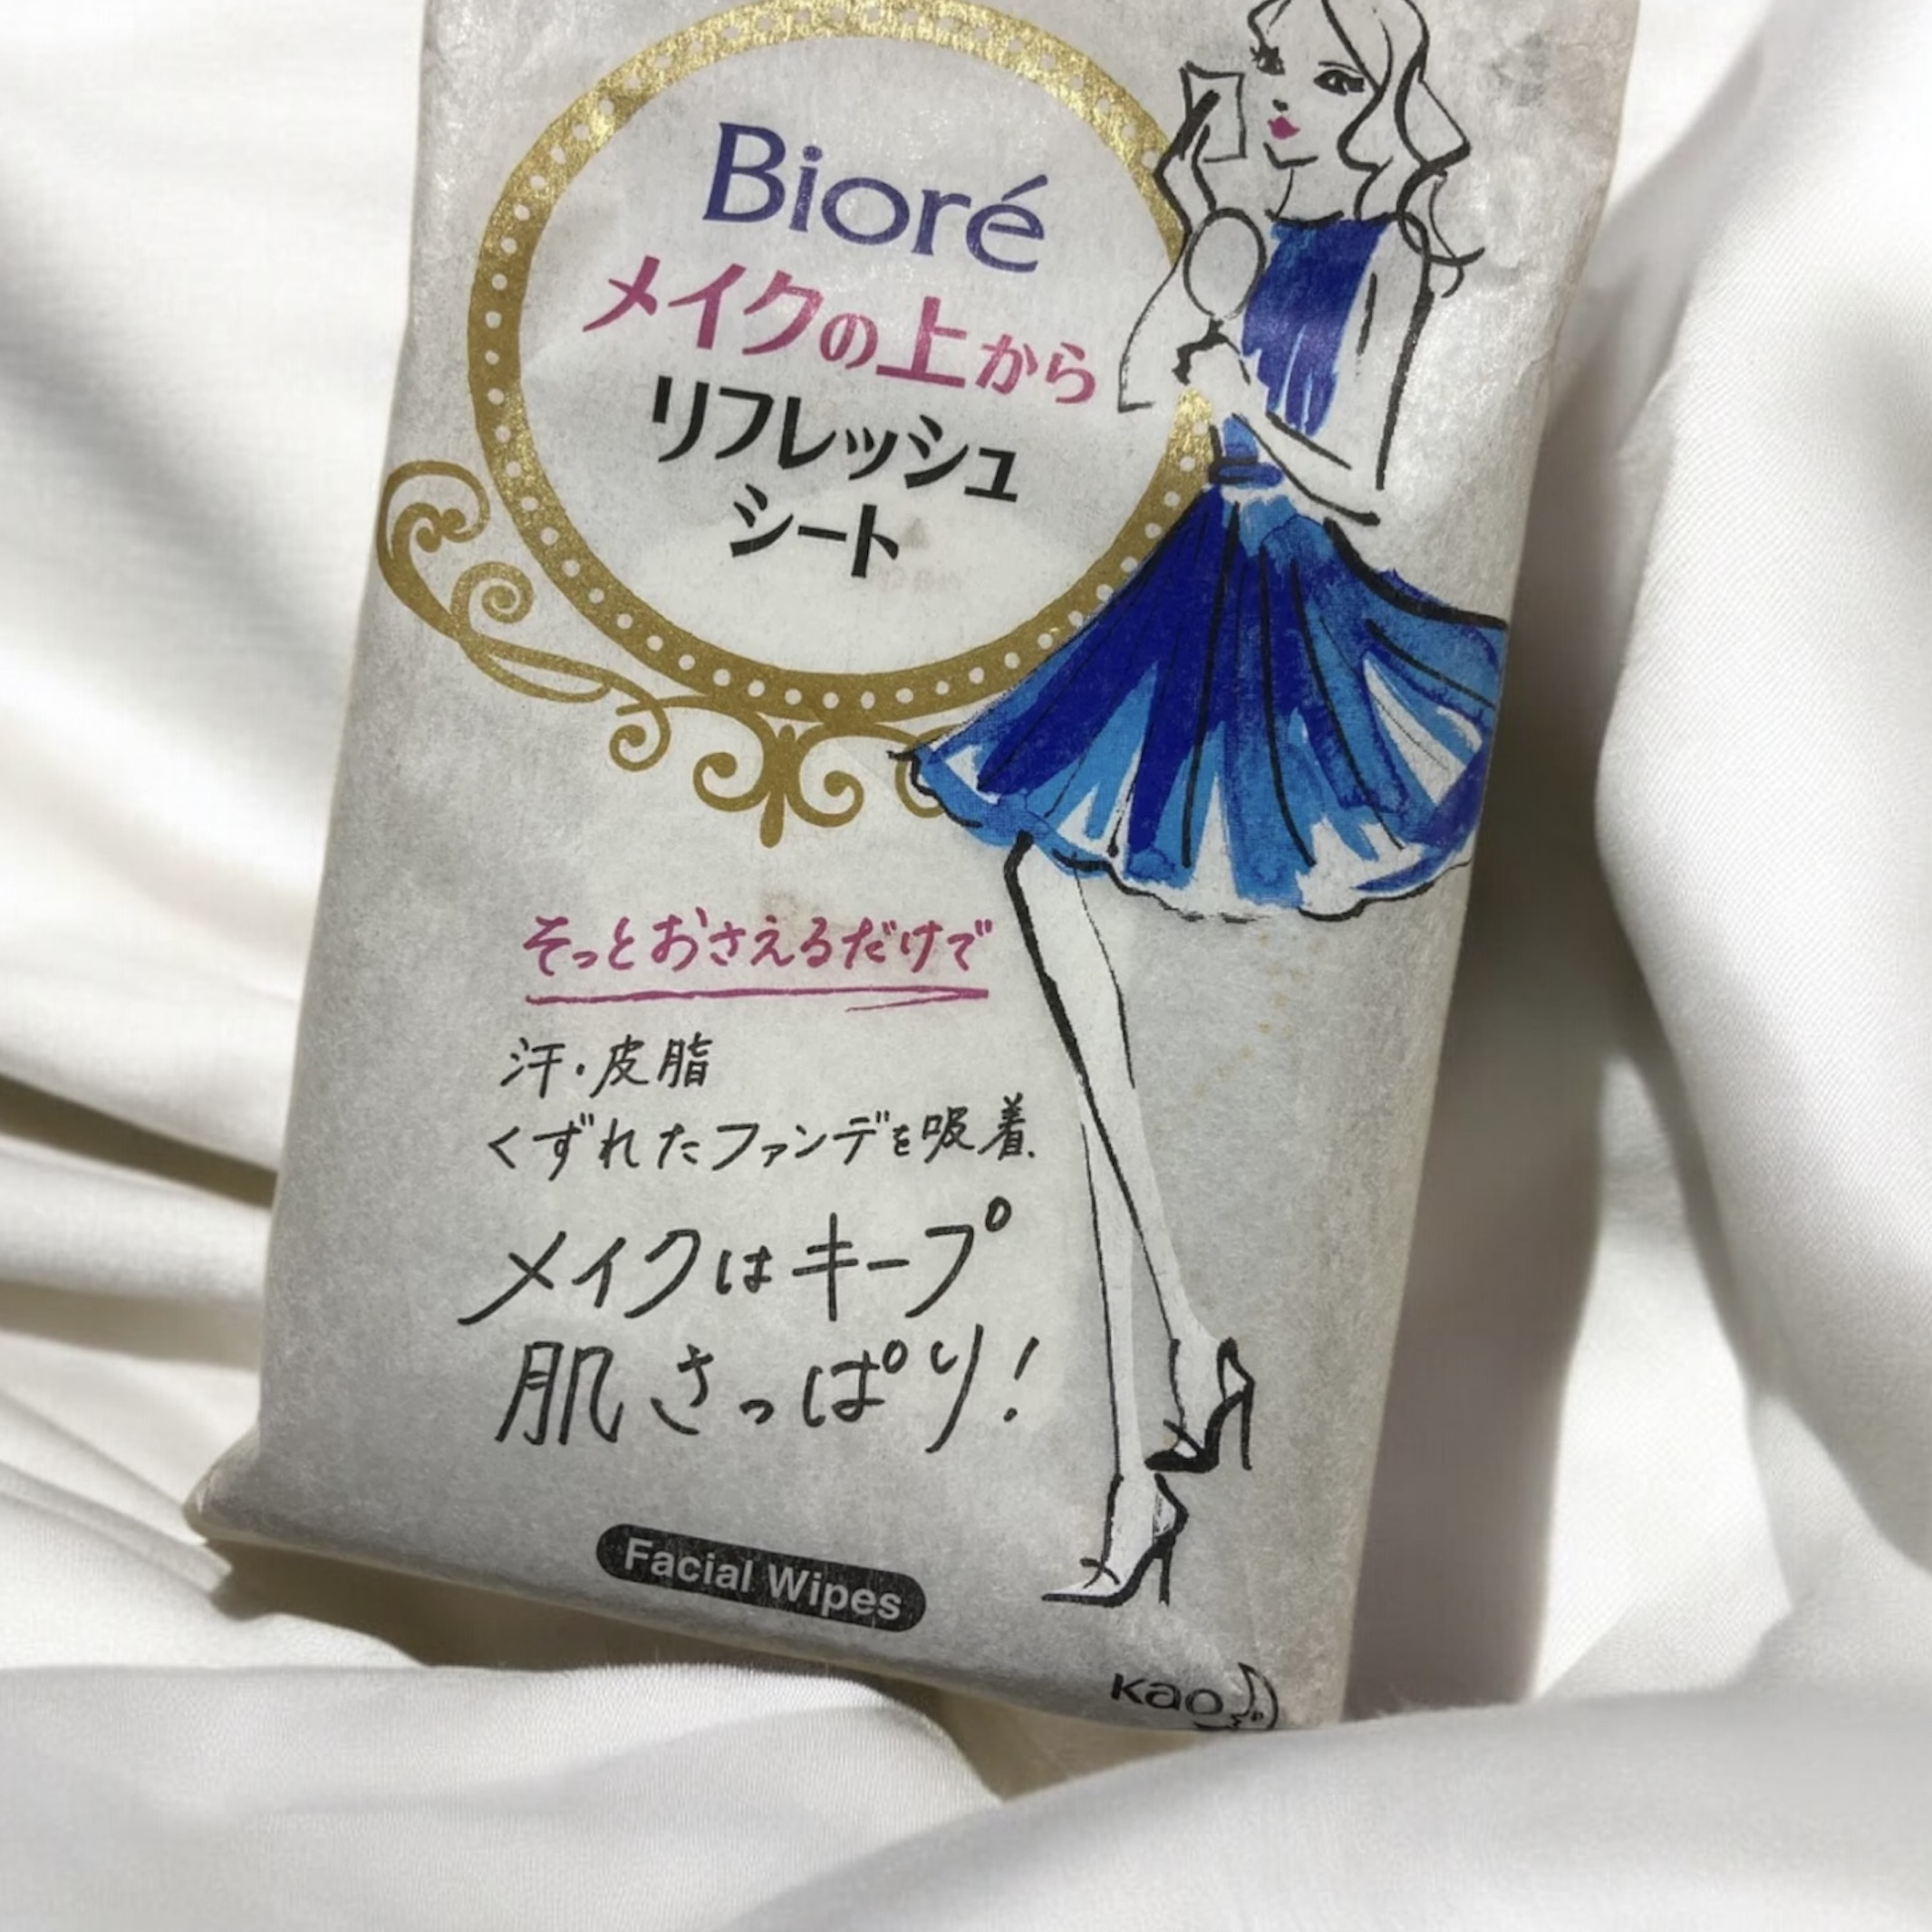 Bioré
メイクの上から
リフレッシュ
シート
そっとおさえるだけで
汗・皮脂
くずれたファンデを吸着
メイクはキープ
肌さっぱり!
Facial Wipes
Kao